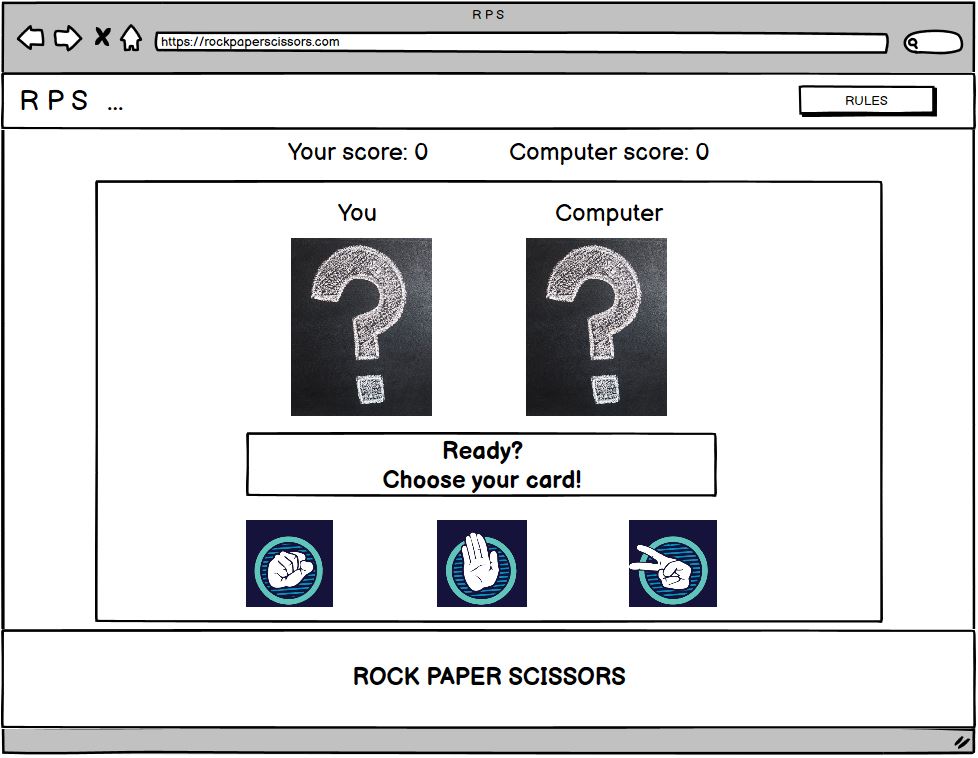 R P S
https://rockpaperscissors.com
R P S ...
RULES
Your score: 0
Computer score: 0
You
Computer
?
?
Ready?
Choose your card!
ROCK PAPER SCISSORS